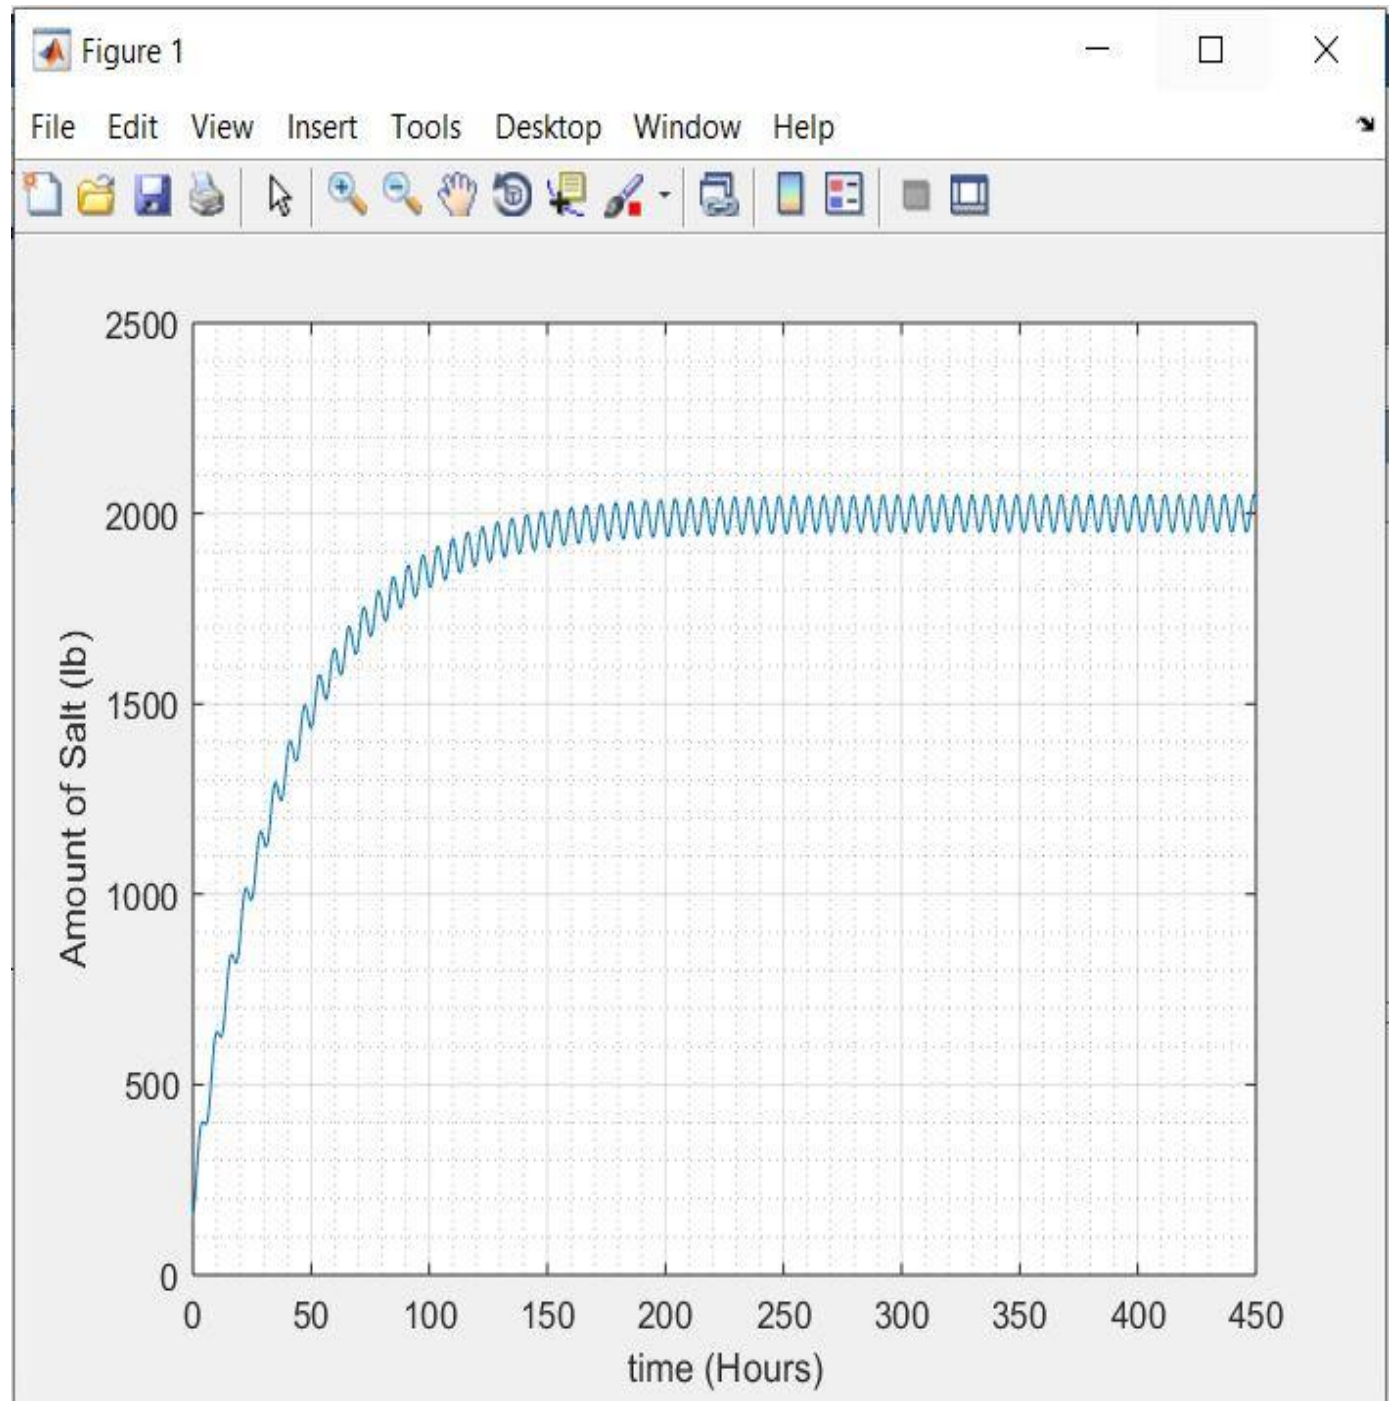 Figure 1
File Edit View Insert Tools Desktop Window Help
2500
2000
1500
1000
500
0
Amount of Salt (lb)
0 50 100 150 200 250 300 350 400 450
time (Hours)